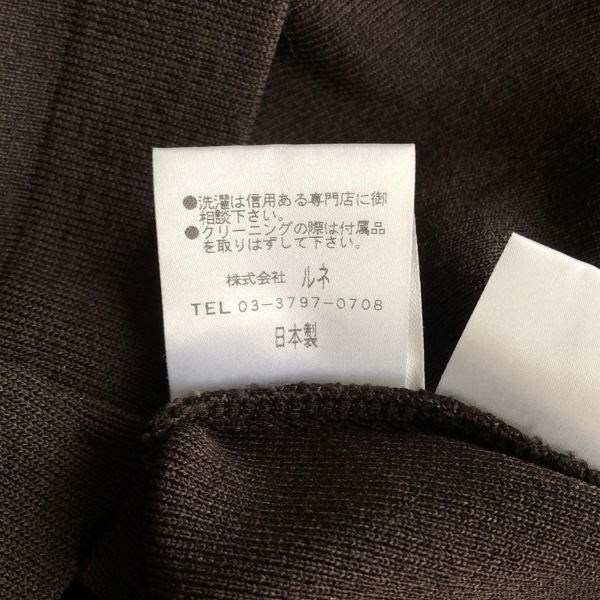 ●洗濯は信用ある専門店に御
相談下さい。
●クリーニングの際は付属品
を取りはずして下さい。
株式会社 ルネ
TEL 03-3797-0708
日本製